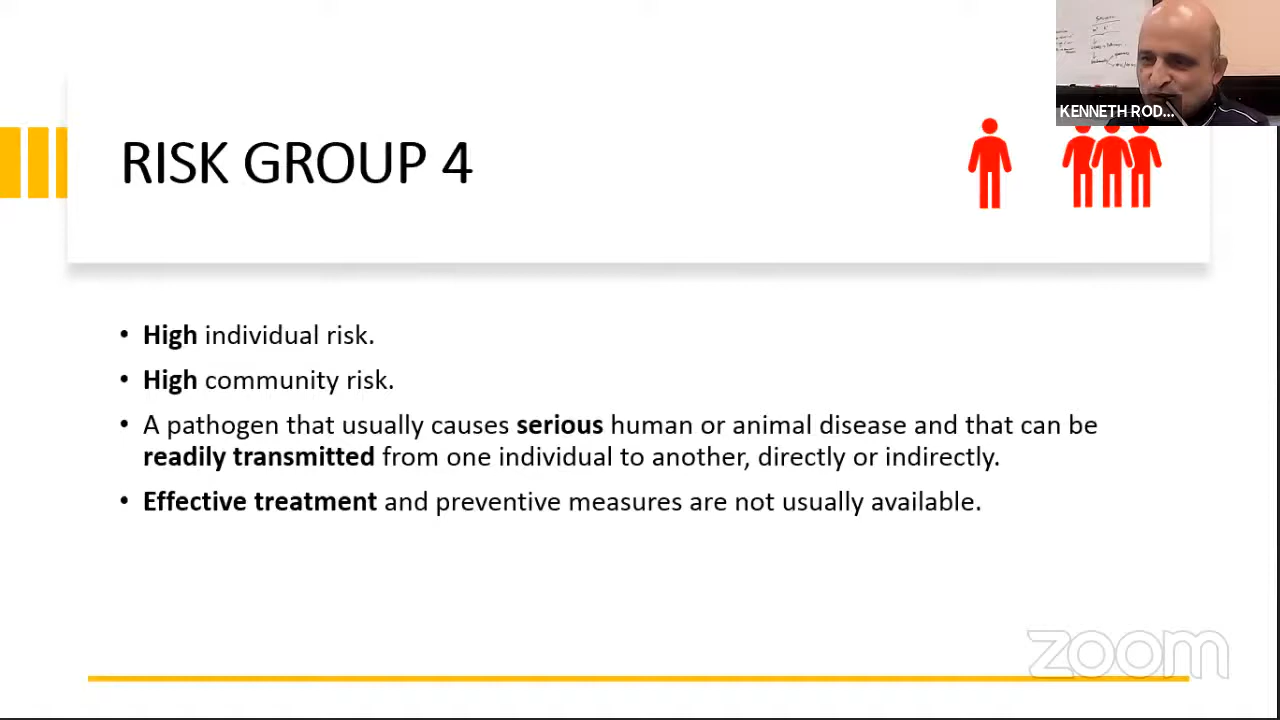 KENNETH ROD...
RISK GROUP 4
• High individual risk.
• High community risk.
• A pathogen that usually causes serious human or animal disease and that can be
readily transmitted from one individual to another, directly or indirectly.
• Effective treatment and preventive measures are not usually available.
zoom